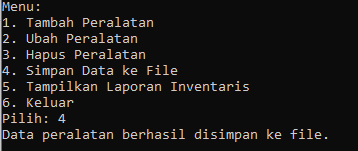 Menu:
1. Tambah Peralatan
2. Ubah Peralatan
3. Hapus Peralatan
4. Simpan Data ke File
5. Tampilkan Laporan Inventaris
6. Keluar
Pilih: 4
Data peralatan berhasil disimpan ke file.